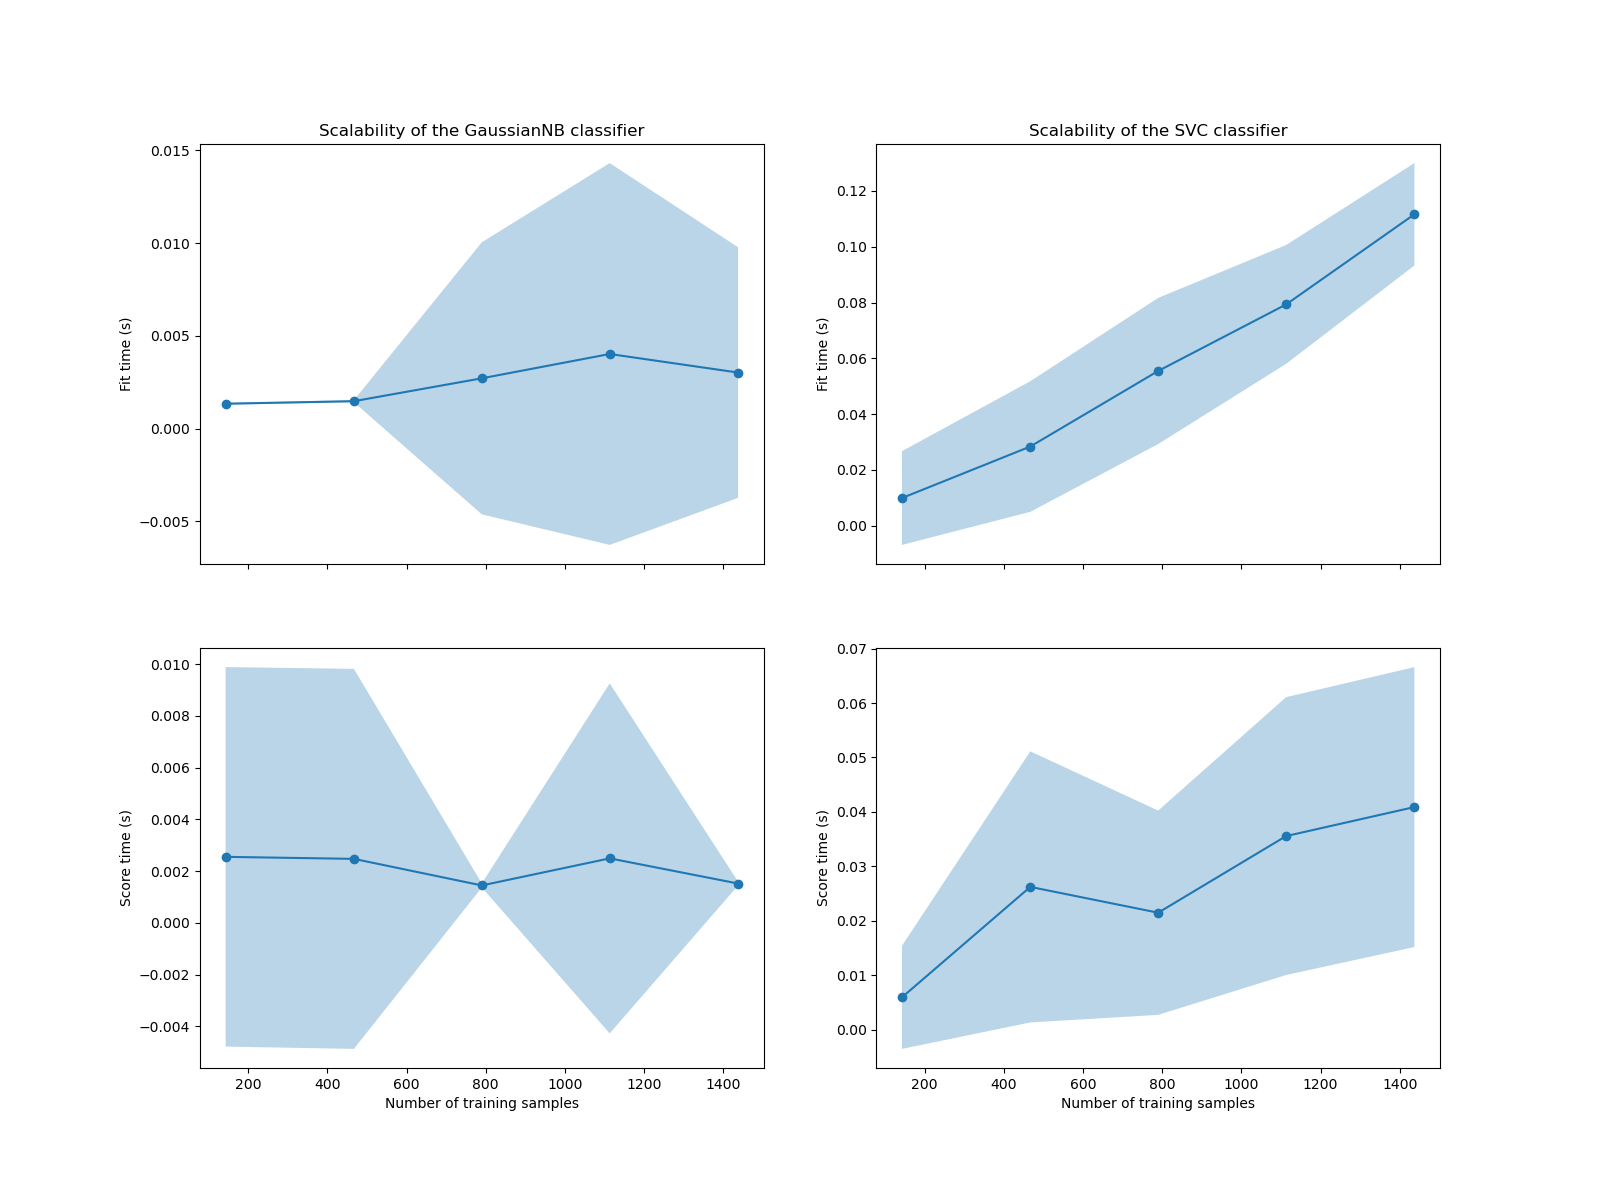 Scalability of the GaussianNB classifier
0.015
0.010
0.005
0.000
−0.005
Fit time (s)
Scalability of the SVC classifier
0.12
0.10
0.08
0.06
0.04
0.02
0.00
Fit time (s)
0.010
0.008
0.006
0.004
0.002
0.000
−0.002
−0.004
Score time (s)
200 400 600 800 1000 1200 1400
Number of training samples
0.07
0.06
0.05
0.04
0.03
0.02
0.01
0.00
Score time (s)
200 400 600 800 1000 1200 1400
Number of training samples